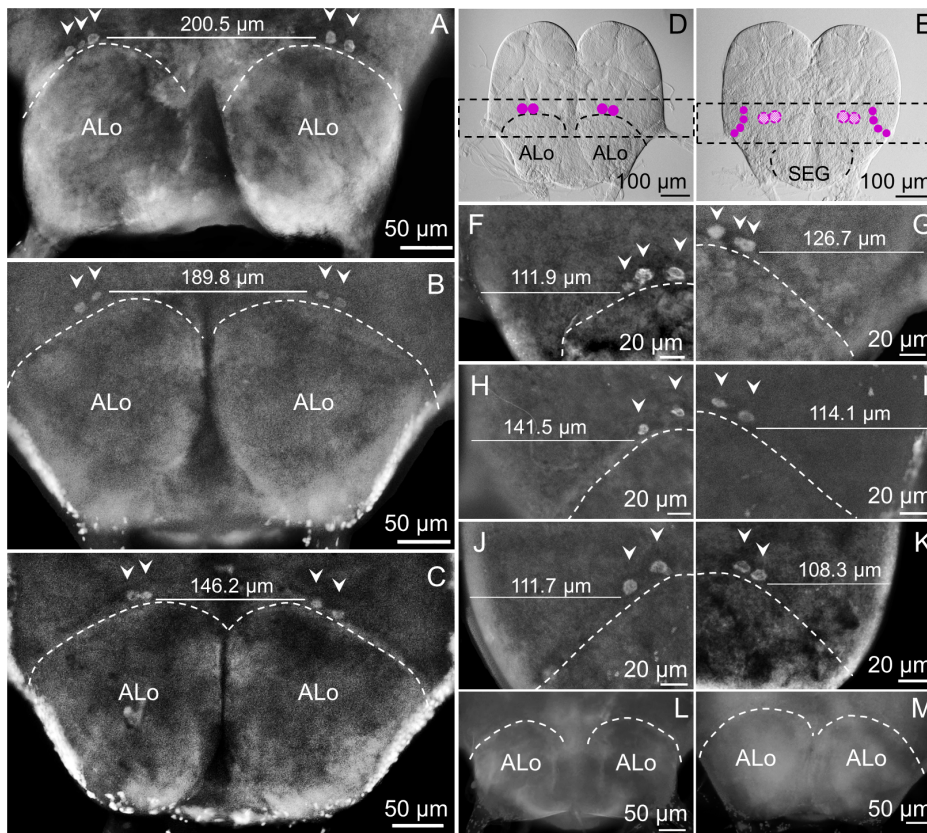 A
200.5 µm
ALo ALo
50 µm
B
189.8 µm
ALo ALo
50 µm
C
146.2 µm
ALo ALo
50 µm
D
ALo ALo
100 µm
E
SEG
100 µm
F
111.9 µm
20 µm
G
126.7 µm
20 µm
H
141.5 µm
20 µm
I
114.1 µm
20 µm
J
111.7 µm
20 µm
K
108.3 µm
20 µm
L
ALo ALo
50 µm
M
ALo ALo
50 µm